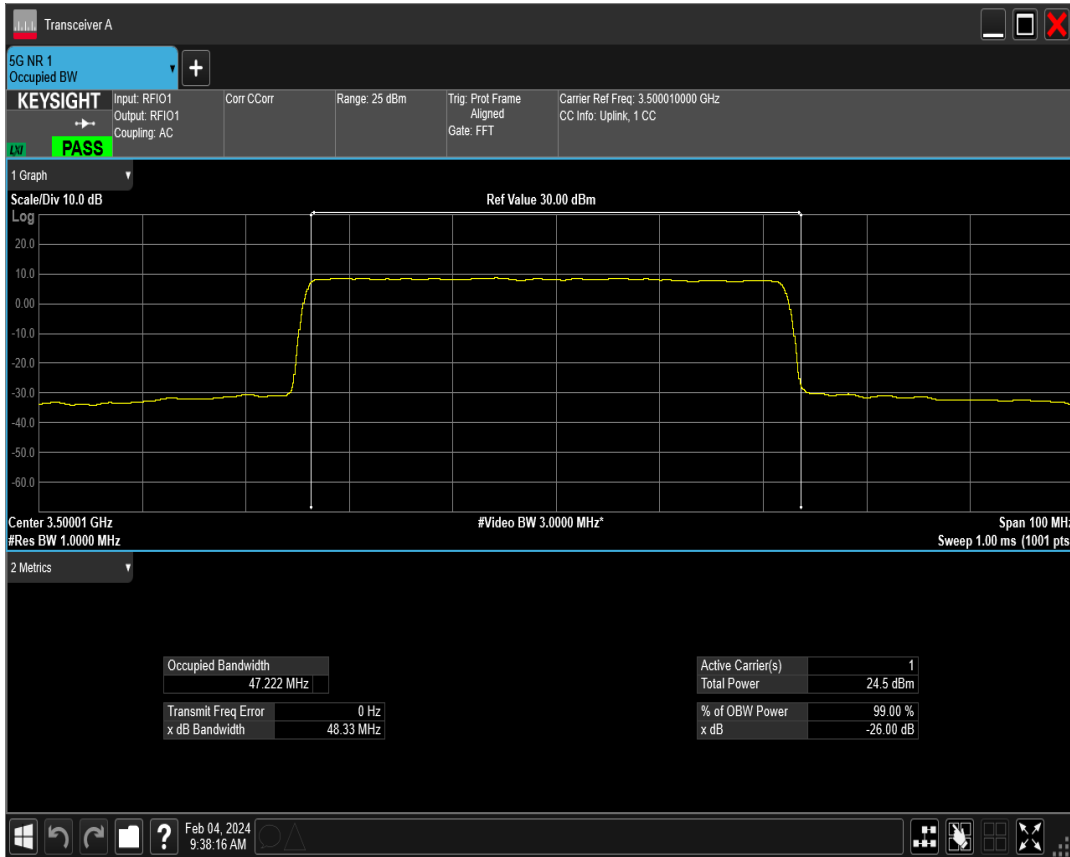 Transceiver A
5G NR 1
Occupied BW
KEYSIGHT
LXI
PASS
Input: RFIO1
Output: RFIO1
Coupling: AC
Corr CCorr
Range: 25 dBm
Trig: Prot Frame
Aligned
Gate: FFT
Carrier Ref Freq: 3.500010000 GHz
CC Info: Uplink, 1 CC
1 Graph
Scale/Div 10.0 dB
Ref Value 30.00 dBm
Log
20.0
10.0
0.00
-10.0
-20.0
-30.0
-40.0
-50.0
-60.0
Center 3.50001 GHz
#Video BW 3.0000 MHz*
Span 100 MHz
#Res BW 1.0000 MHz
Sweep 1.00 ms (1001 pts
2 Metrics
Occupied Bandwidth
47.222 MHz
Transmit Freq Error 0 Hz
x dB Bandwidth 48.33 MHz
Active Carrier(s) 1
Total Power 24.5 dBm
% of OBW Power 99.00 %
x dB -26.00 dB
?
Feb 04, 2024
9:38:16 AM